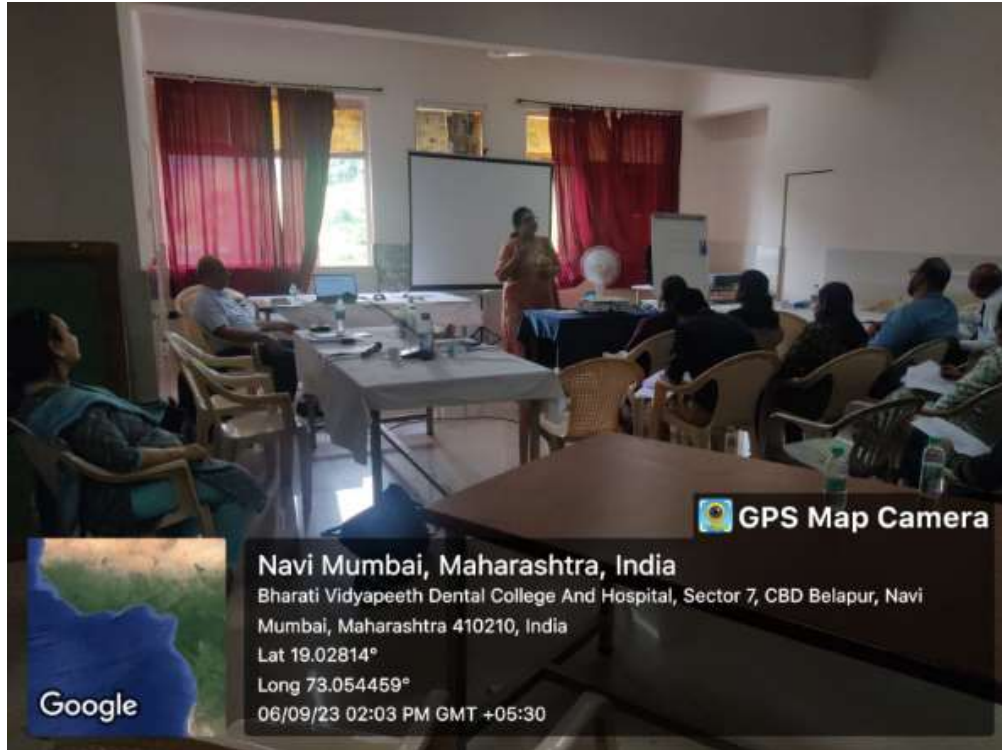 GPS Map Camera
Navi Mumbai, Maharashtra, India
Bharati Vidyapeeth Dental College And Hospital, Sector 7, CBD Belapur, Navi
Mumbai, Maharashtra 410210, India
Lat 19.02814°
Long 73.054459°
06/09/23 02:03 PM GMT +05:30
Google